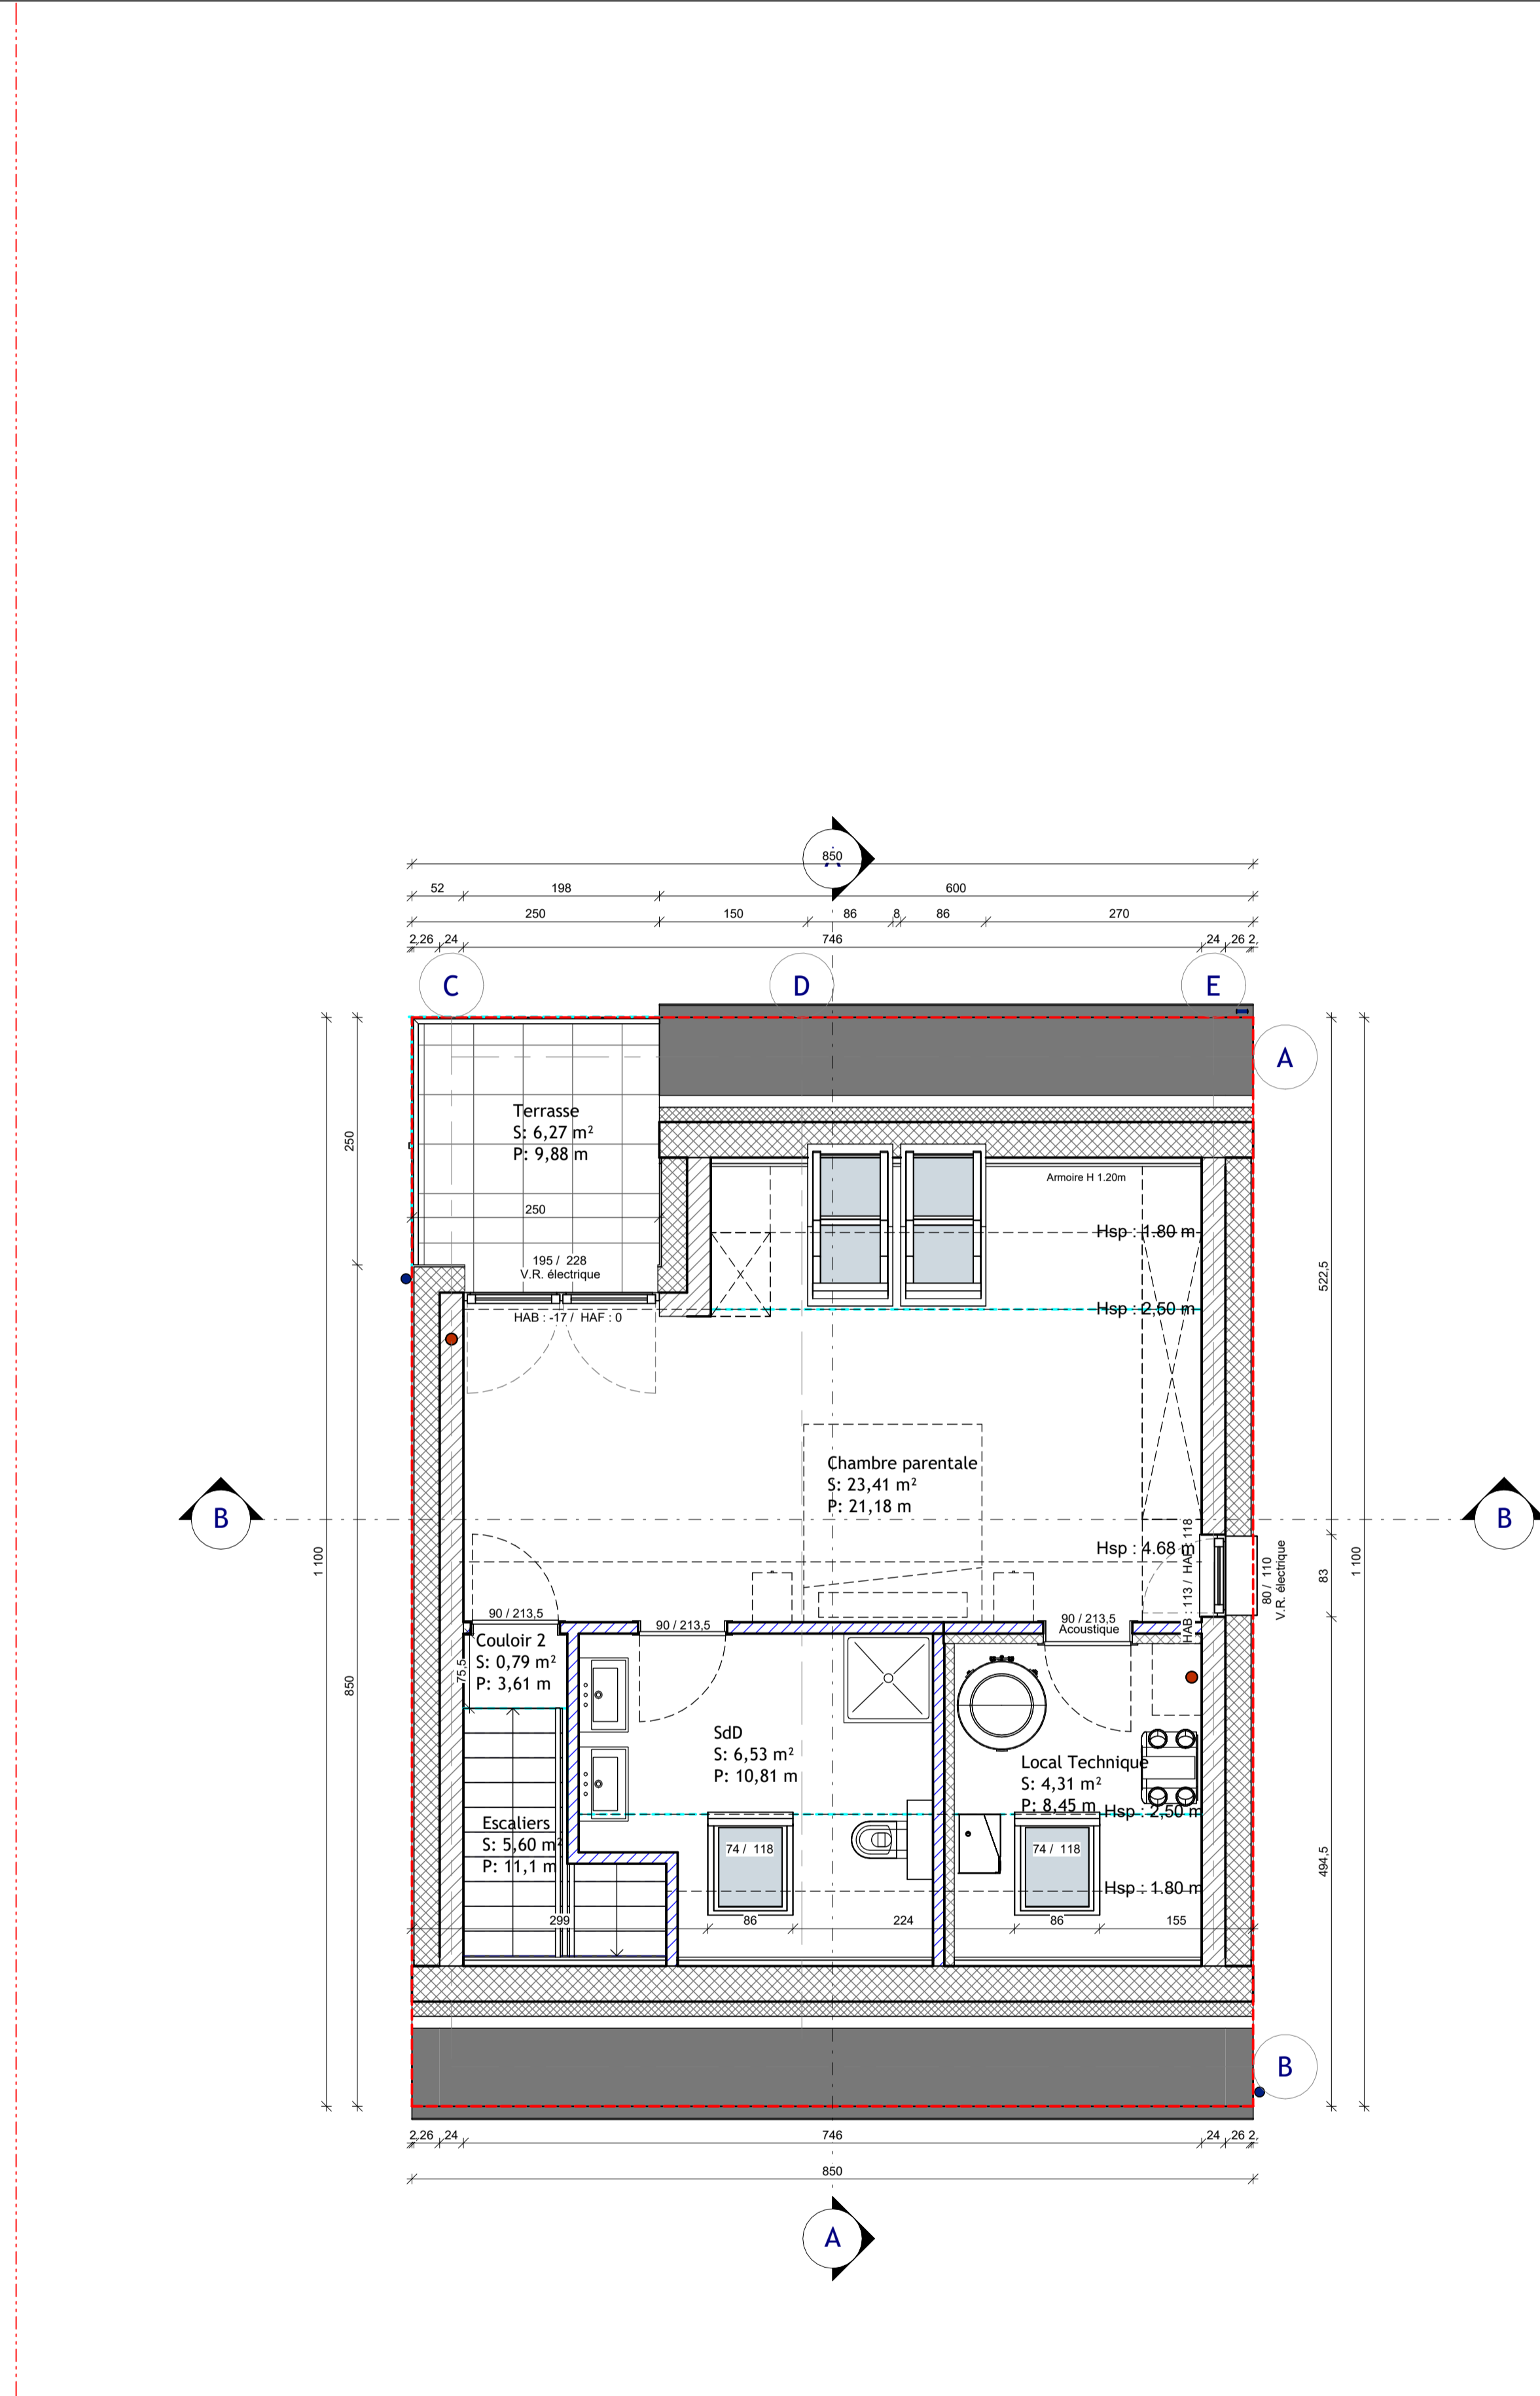 850
A
52 198 600
250 150 86 8 86 270
2, 26 24 746 24 26 2,
C D E
A
Terrasse
S: 6,27 m²
P: 9,88 m
250
250
195 / 228
V.R. électrique
HAB : -17 / HAF : 0
Armoire H 1.20m
Hsp : 1.80 m
Hsp : 2,50 m
522,5
Chambre parentale
S: 23,41 m²
P: 21,18 m
B
B
1 100
1 100
Hsp : 4.68 m
HAB : 113 / HAF : 118
80 / 110
V.R. électrique
83
90 / 213,5
90 / 213,5
90 / 213,5
Acoustique
Couloir 2
S: 0,79 m²
P: 3,61 m
75,5
850
SdD
S: 6,53 m²
P: 10,81 m
Local Technique
S: 4,31 m²
P: 8,45 m
Hsp : 2,50 m
Escaliers
S: 5,60 m²
P: 11,1 m
74 / 118
74 / 118
494,5
Hsp : 1.80 m
299 86 224 86 155
B
2, 26 24 746 24 26 2,
850
A